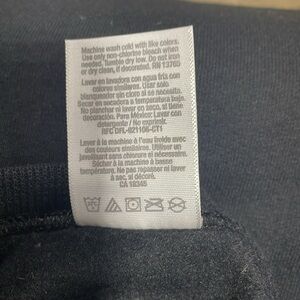 Machine wash cold with like colors.
Use only non-chlorine bleach when
needed. Tumble dry low. Do not iron
or dry clean, if decorated. RN 13765
Lavar en lavadora con agua fría con
colores similares. Usar solo
blanqueador sin cloro si es necesario.
Secar en secadora a temperatura baja.
No planchar ni lavar en seco, si tiene
decoración. Para México: Lavar con
detergente / No exprimir.
RFC DFL-921106-CT1
Laver à la machine à l'eau froide avec
des couleurs similaires. Utiliser un
javellisant sans chlorure si nécessaire.
Sécher à la machine à basse
température. Ne pas repasser ni laver
à sec, si décoré.
CA 19345